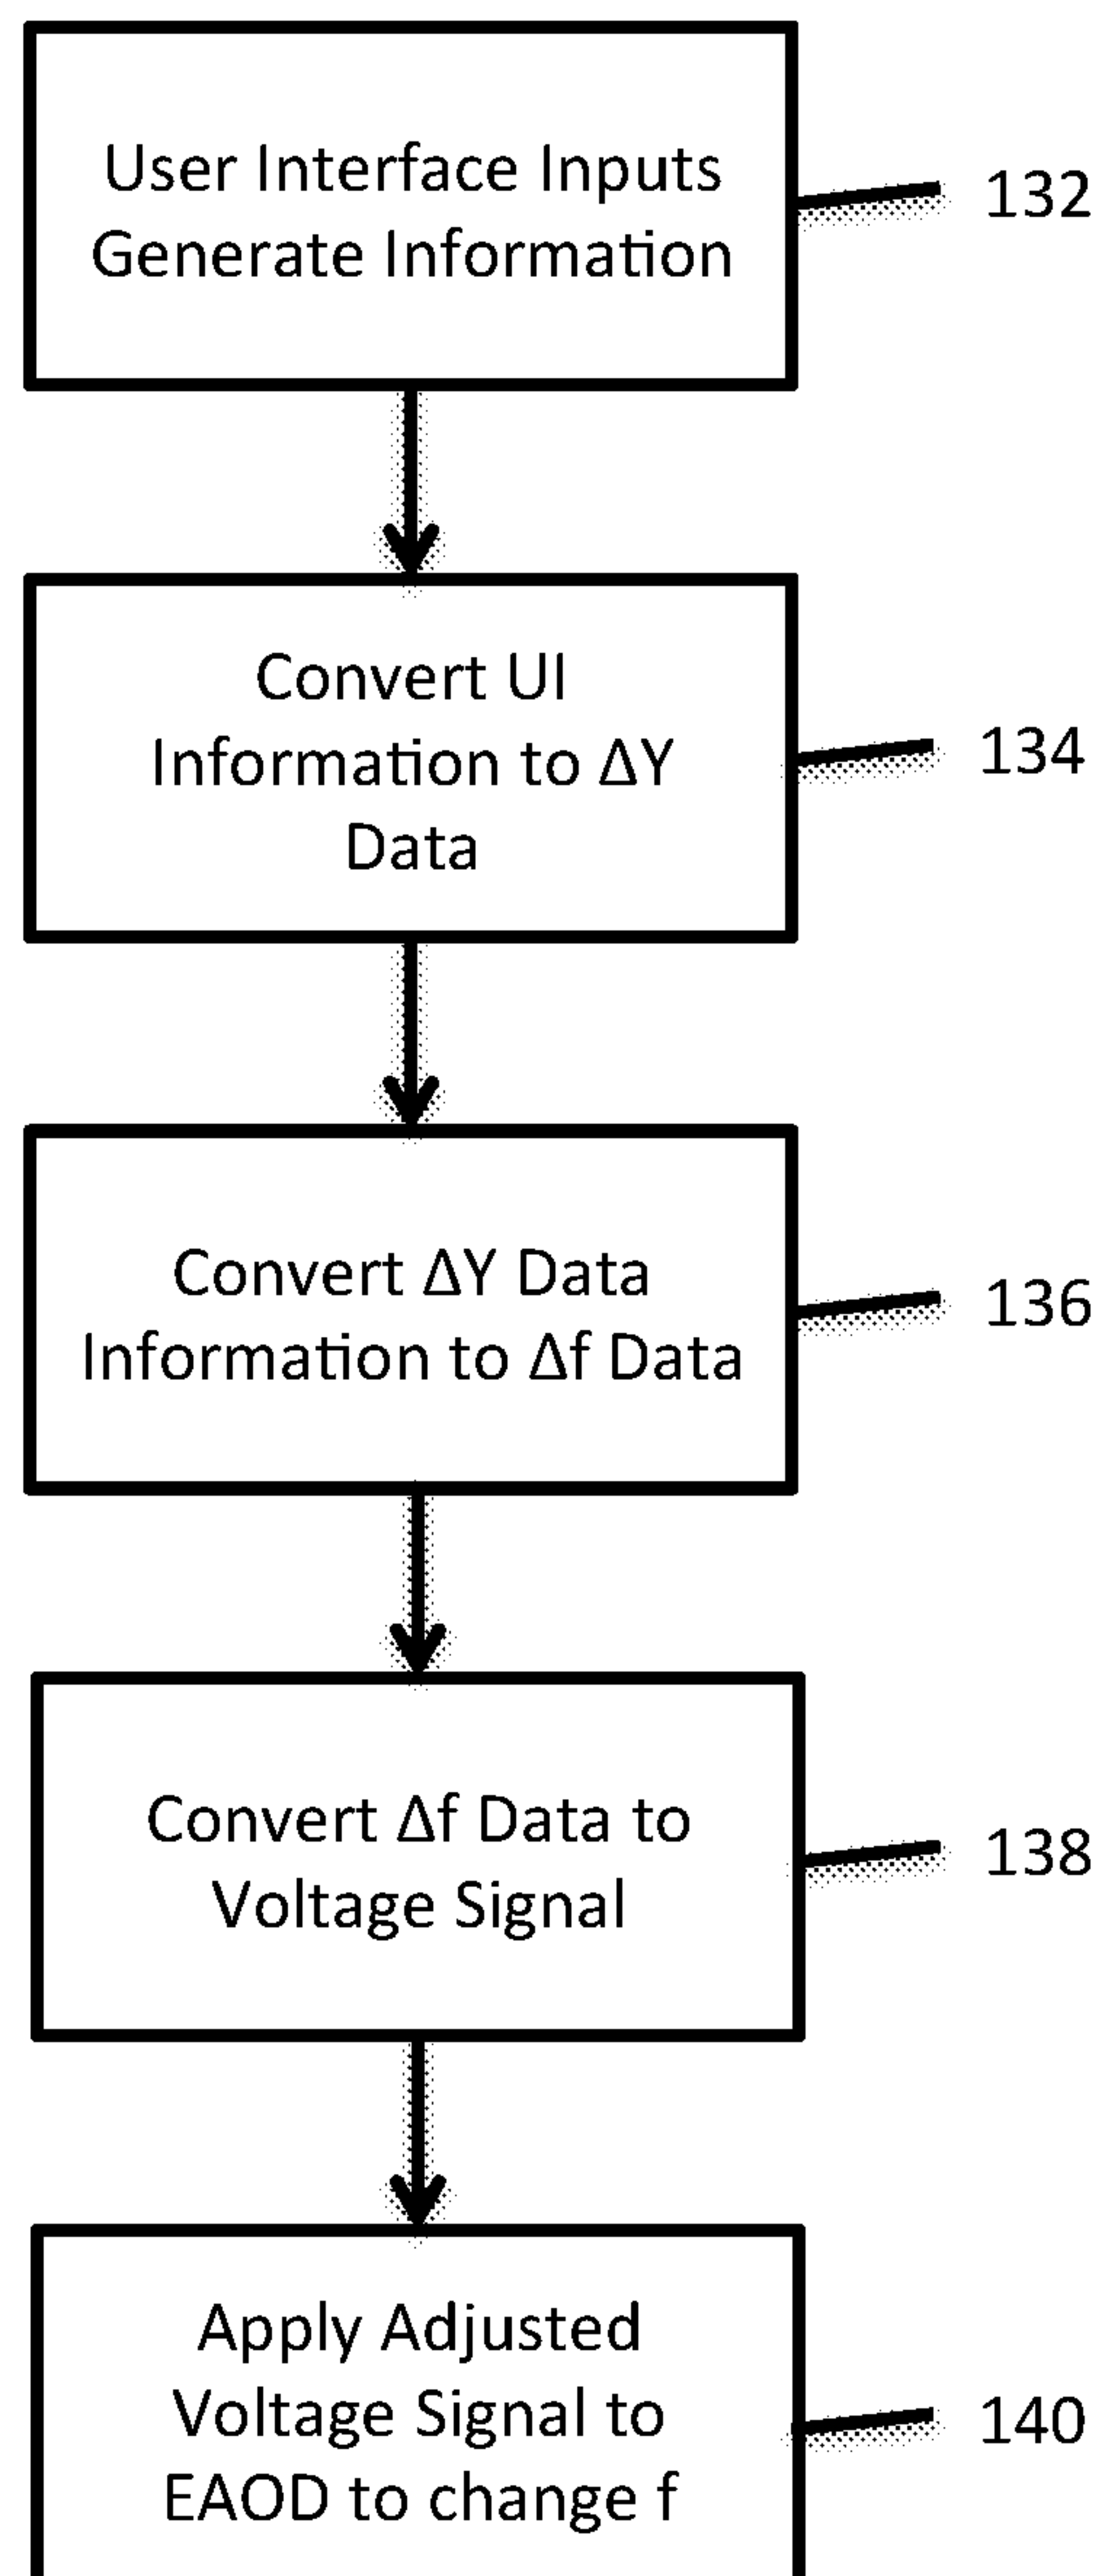 User Interface Inputs
Generate Information
132
Convert UI
Information to ΔY
Data
134
Convert ΔY Data
Information to Δf Data
136
Convert Δf Data to
Voltage Signal
138
Apply Adjusted
Voltage Signal to
EAOD to change f
140